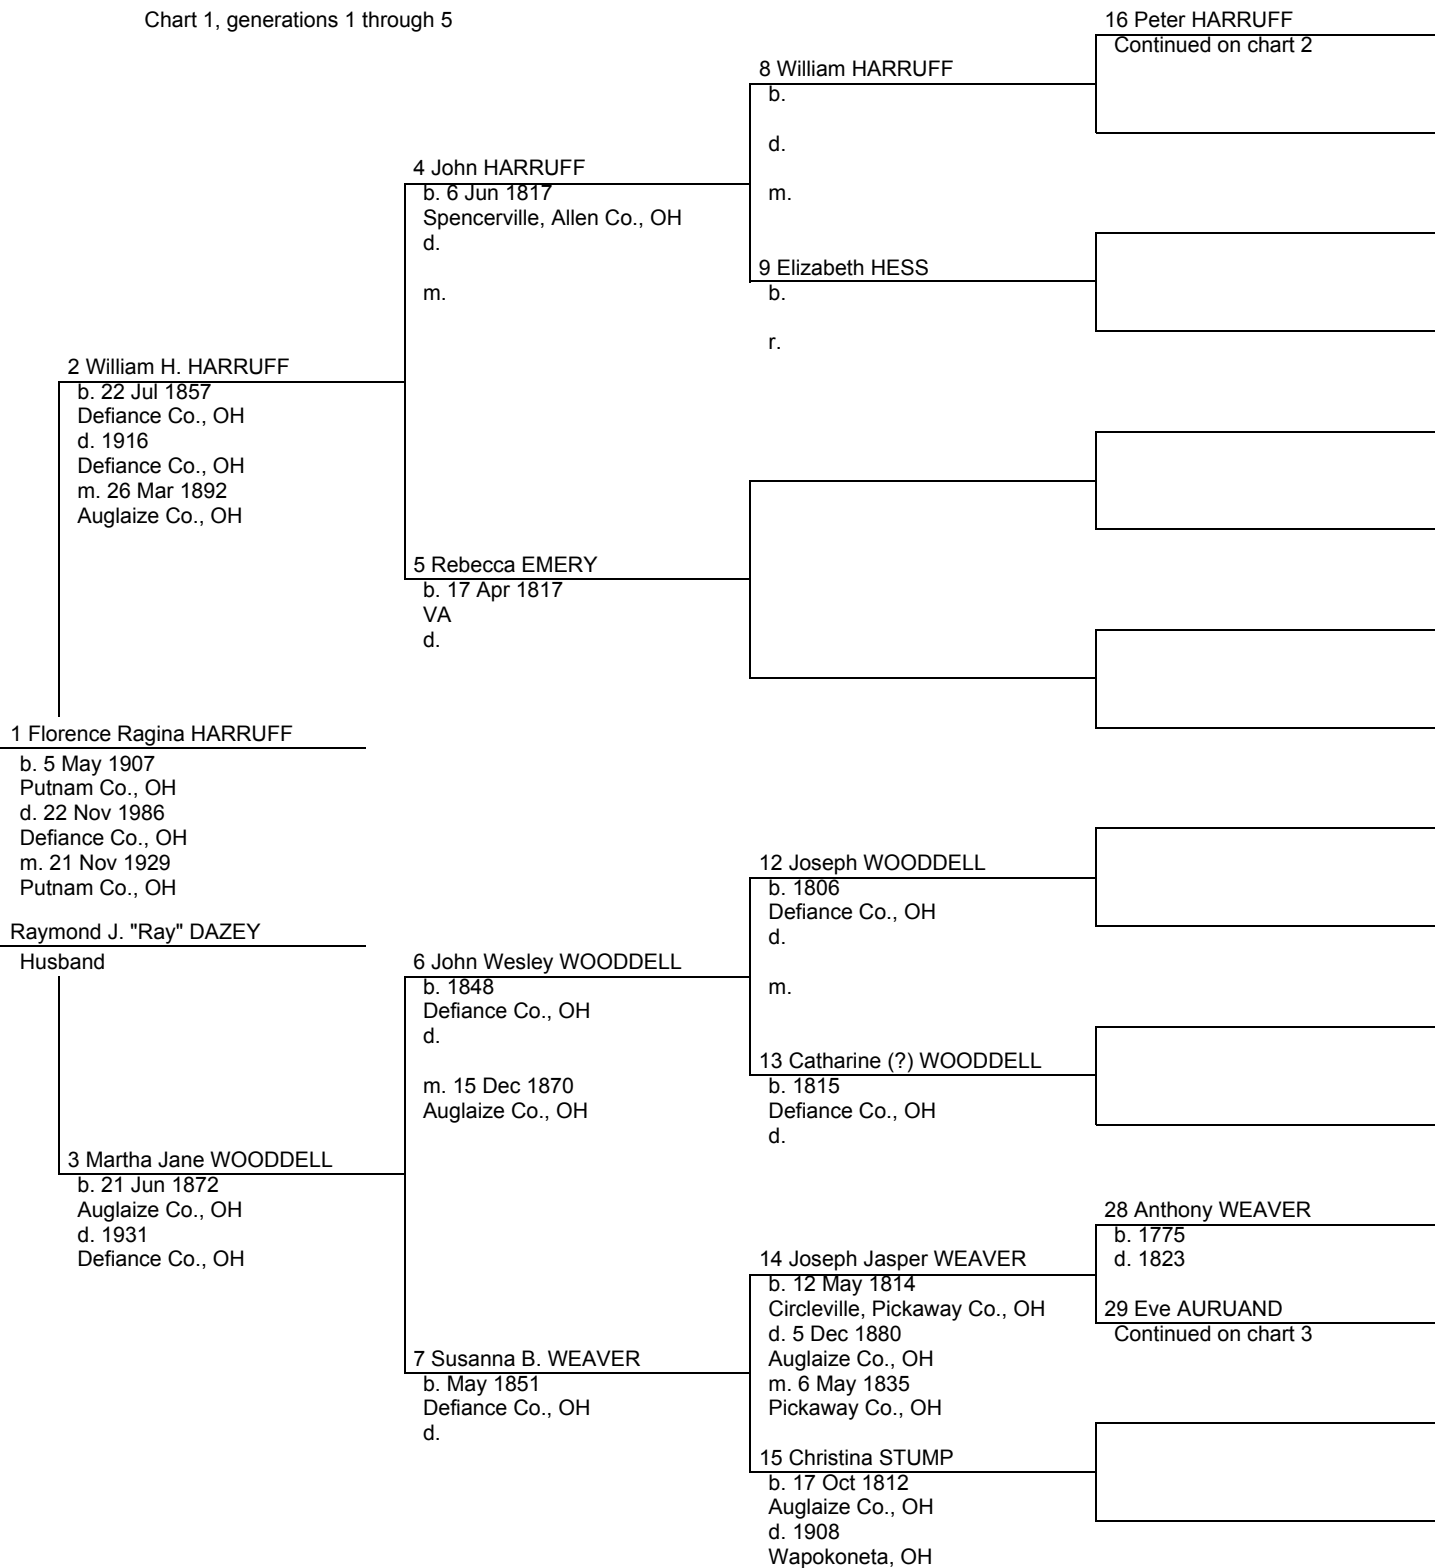 Chart 1, generations 1 through 5
16 Peter HARRUFF
Continued on chart 2
8 William HARRUFF
b.
d.
m.
4 John HARRUFF
b. 6 Jun 1817
Spencerville, Allen Co., OH
d.
m.
9 Elizabeth HESS
b.
r.
2 William H. HARRUFF
b. 22 Jul 1857
Defiance Co., OH
d. 1916
Defiance Co., OH
m. 26 Mar 1892
Auglaize Co., OH
5 Rebecca EMERY
b. 17 Apr 1817
VA
d.
1 Florence Ragina HARRUFF
b. 5 May 1907
Putnam Co., OH
d. 22 Nov 1986
Defiance Co., OH
m. 21 Nov 1929
Putnam Co., OH
Raymond J. "Ray" DAZEY
Husband
12 Joseph WOODDELL
b. 1806
Defiance Co., OH
d.
m.
6 John Wesley WOODDELL
b. 1848
Defiance Co., OH
d.
m. 15 Dec 1870
Auglaize Co., OH
13 Catharine (?) WOODDELL
b. 1815
Defiance Co., OH
d.
3 Martha Jane WOODDELL
b. 21 Jun 1872
Auglaize Co., OH
d. 1931
Defiance Co., OH
28 Anthony WEAVER
b. 1775
d. 1823
14 Joseph Jasper WEAVER
b. 12 May 1814
Circleville, Pickaway Co., OH
d. 5 Dec 1880
Auglaize Co., OH
m. 6 May 1835
Pickaway Co., OH
29 Eve AURUAND
Continued on chart 3
7 Susanna B. WEAVER
b. May 1851
Defiance Co., OH
d.
15 Christina STUMP
b. 17 Oct 1812
Auglaize Co., OH
d. 1908
Wapokoneta, OH